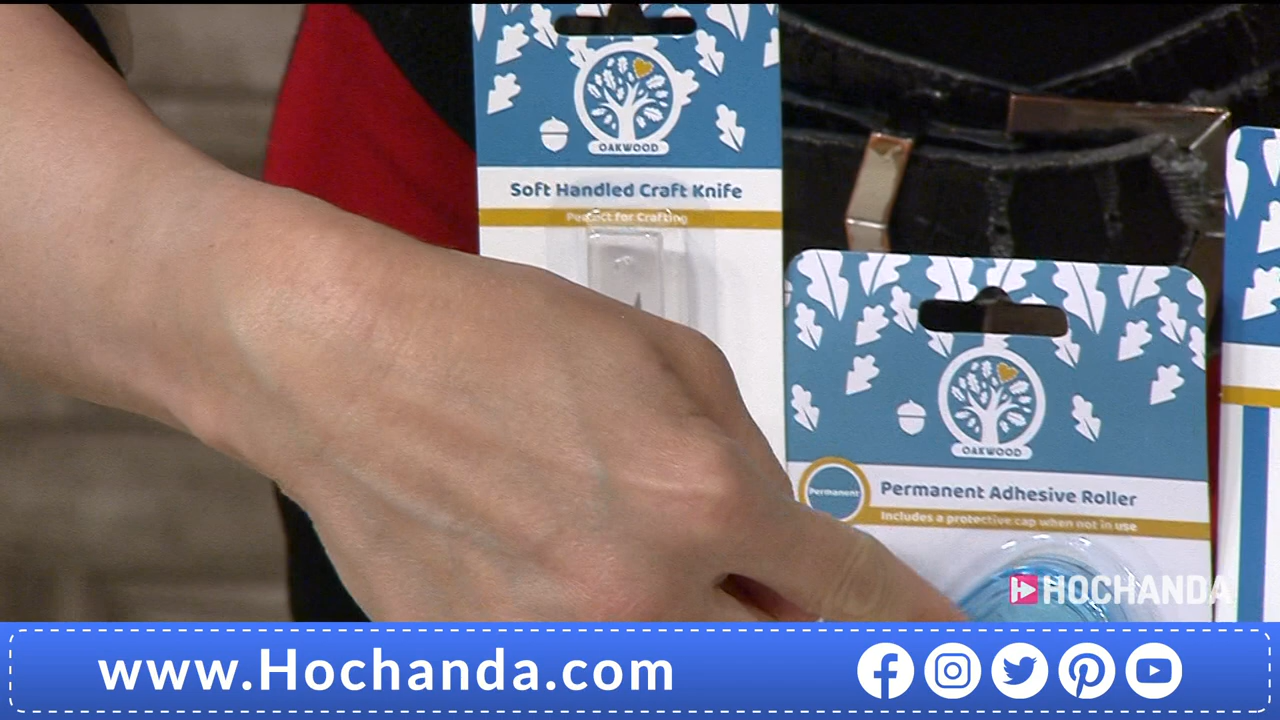 OAKWOOD
Soft Handled Craft Knife
Perfect for Crafting
OAKWOOD
Permanent
Permanent Adhesive Roller
Includes a protective cap when not in use
H HOCHANDA
www.Hochanda.com